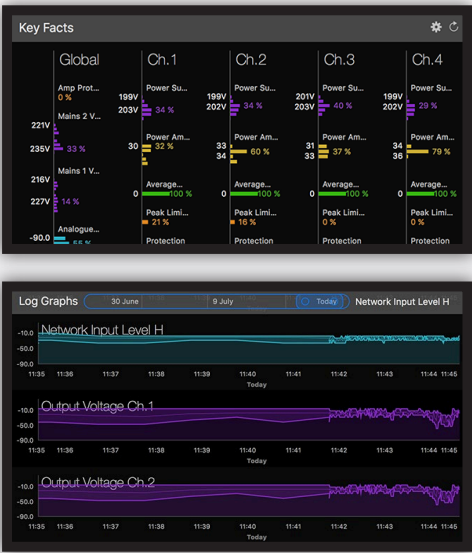 Key Facts
Global Ch.1 Ch.2 Ch.3 Ch.4
Amp Prot... Power Su... Power Su... Power Su... Power Su...
0 %
199V 199V 201V 199V
203V 34 % 202V 34 % 203V 40 % 202V 29 %
Mains 2 V...
221V
Power Am... Power Am... Power Am... Power Am...
235V 33 % 30 32 % 33 31 34
34 60 % 33 37 % 36 79 %
Mains 1 V...
216V
Average... Average... Average... Average...
227V 14 % 0 100 % 0 100 % 0 100 % 0 100 %
Peak Limi... Peak Limi... Peak Limi... Peak Limi...
21 % 16 % 0 % 0 %
Analogue...
-90.0 55 % Protection Protection Protection Protection
Log Graphs 30 June 9 July Today Network Input Level H
Network Input Level H
-10.0
-60.0
11:35 11:36 11:37 11:38 11:39 11:40 11:41 11:42 11:43 11:44 11:45
Today
Output Voltage Ch.1
-10.0
-60.0
-90.0
11:35 11:36 11:37 11:38 11:39 11:40 11:41 11:42 11:43 11:44 11:45
Today
Output Voltage Ch.2
-10.0
-60.0
-90.0
11:35 11:36 11:37 11:38 11:39 11:40 11:41 11:42 11:43 11:44 11:45
Today